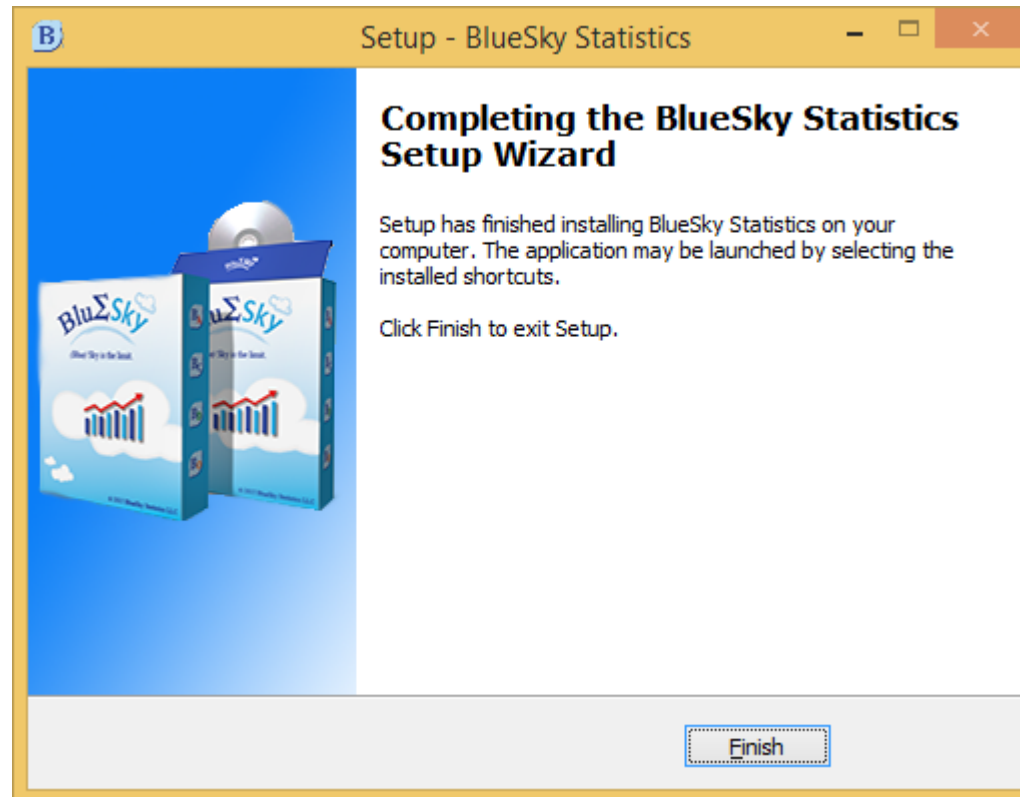 B
Setup - BlueSky Statistics
Completing the BlueSky Statistics
Setup Wizard
Setup has finished installing BlueSky Statistics on your
computer. The application may be launched by selecting the
installed shortcuts.
Click Finish to exit Setup.
BluΣSky
uΣSky
Finish